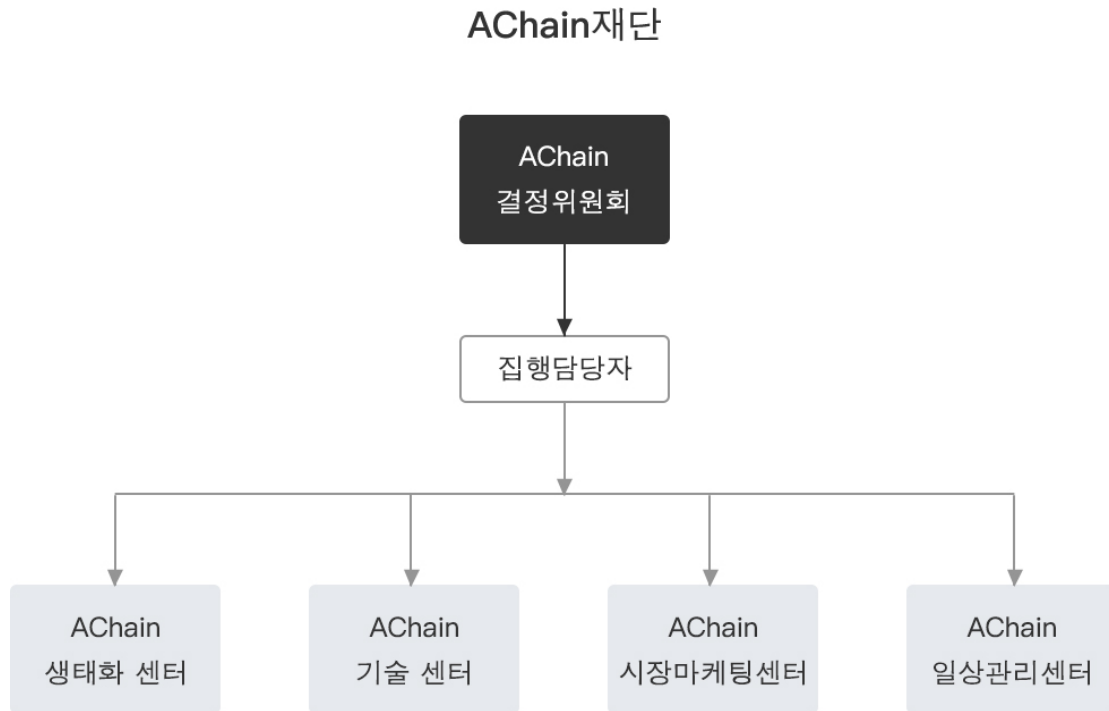 AChain재단
AChain
결정위원회
집행담당자
AChain
생태화 센터
AChain
기술 센터
AChain
시장마케팅센터
AChain
일상관리센터